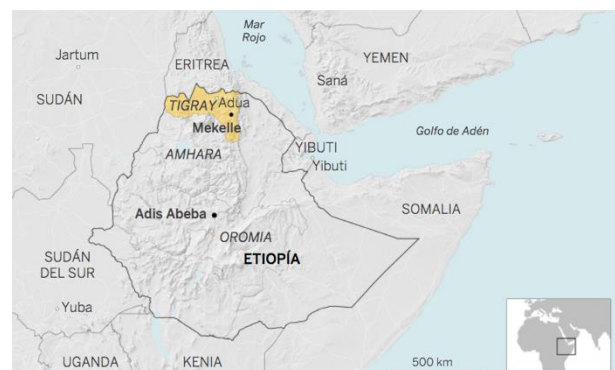 Mar
Rojo
Jartum
ERITREA
YEMEN
Saná
SUDÁN
TIGRAY
Adua
Mekelle
Golfo de Adén
YIBUTI
Yibuti
AMHARA
Adis Abeba
SOMALIA
OROMIA
ETIOPÍA
SUDÁN
DEL SUR
Yuba
UGANDA
KENIA
500 km